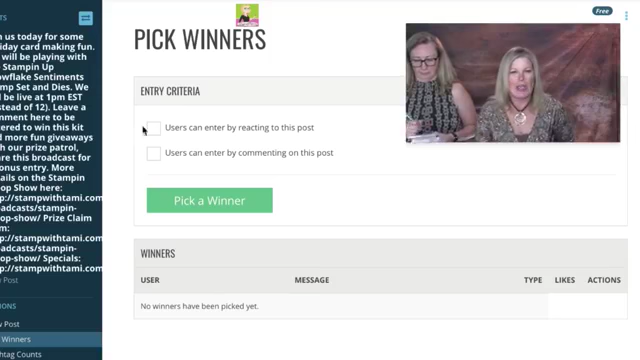 us today for some
day card making fun.
will be playing with
Stampin Up
owflake Sentiments
mp Set and Dies. We
be live at 1pm EST
stead of 12). Leave a
mment here to be
ered to win this kit
d more fun giveaways
h our prize patrol,
re this broadcast for
onus entry. More
ails on the Stampin
op Show here:
p://stampwithtami.com
adcasts/stampin-
op-show/ Prize Claim
m:
p://stampwithtami.com
adcasts/stampin-
op-show/ Specials:
p://stampwithtami.com
Post
IONS
w Post
Winners
htag Counts
Free
PICK WINNERS
ENTRY CRITERIA
Users can enter by reacting to this post
Users can enter by commenting on this post
Pick a Winner
WINNERS
USER MESSAGE TYPE LIKES ACTIONS
No winners have been picked yet.